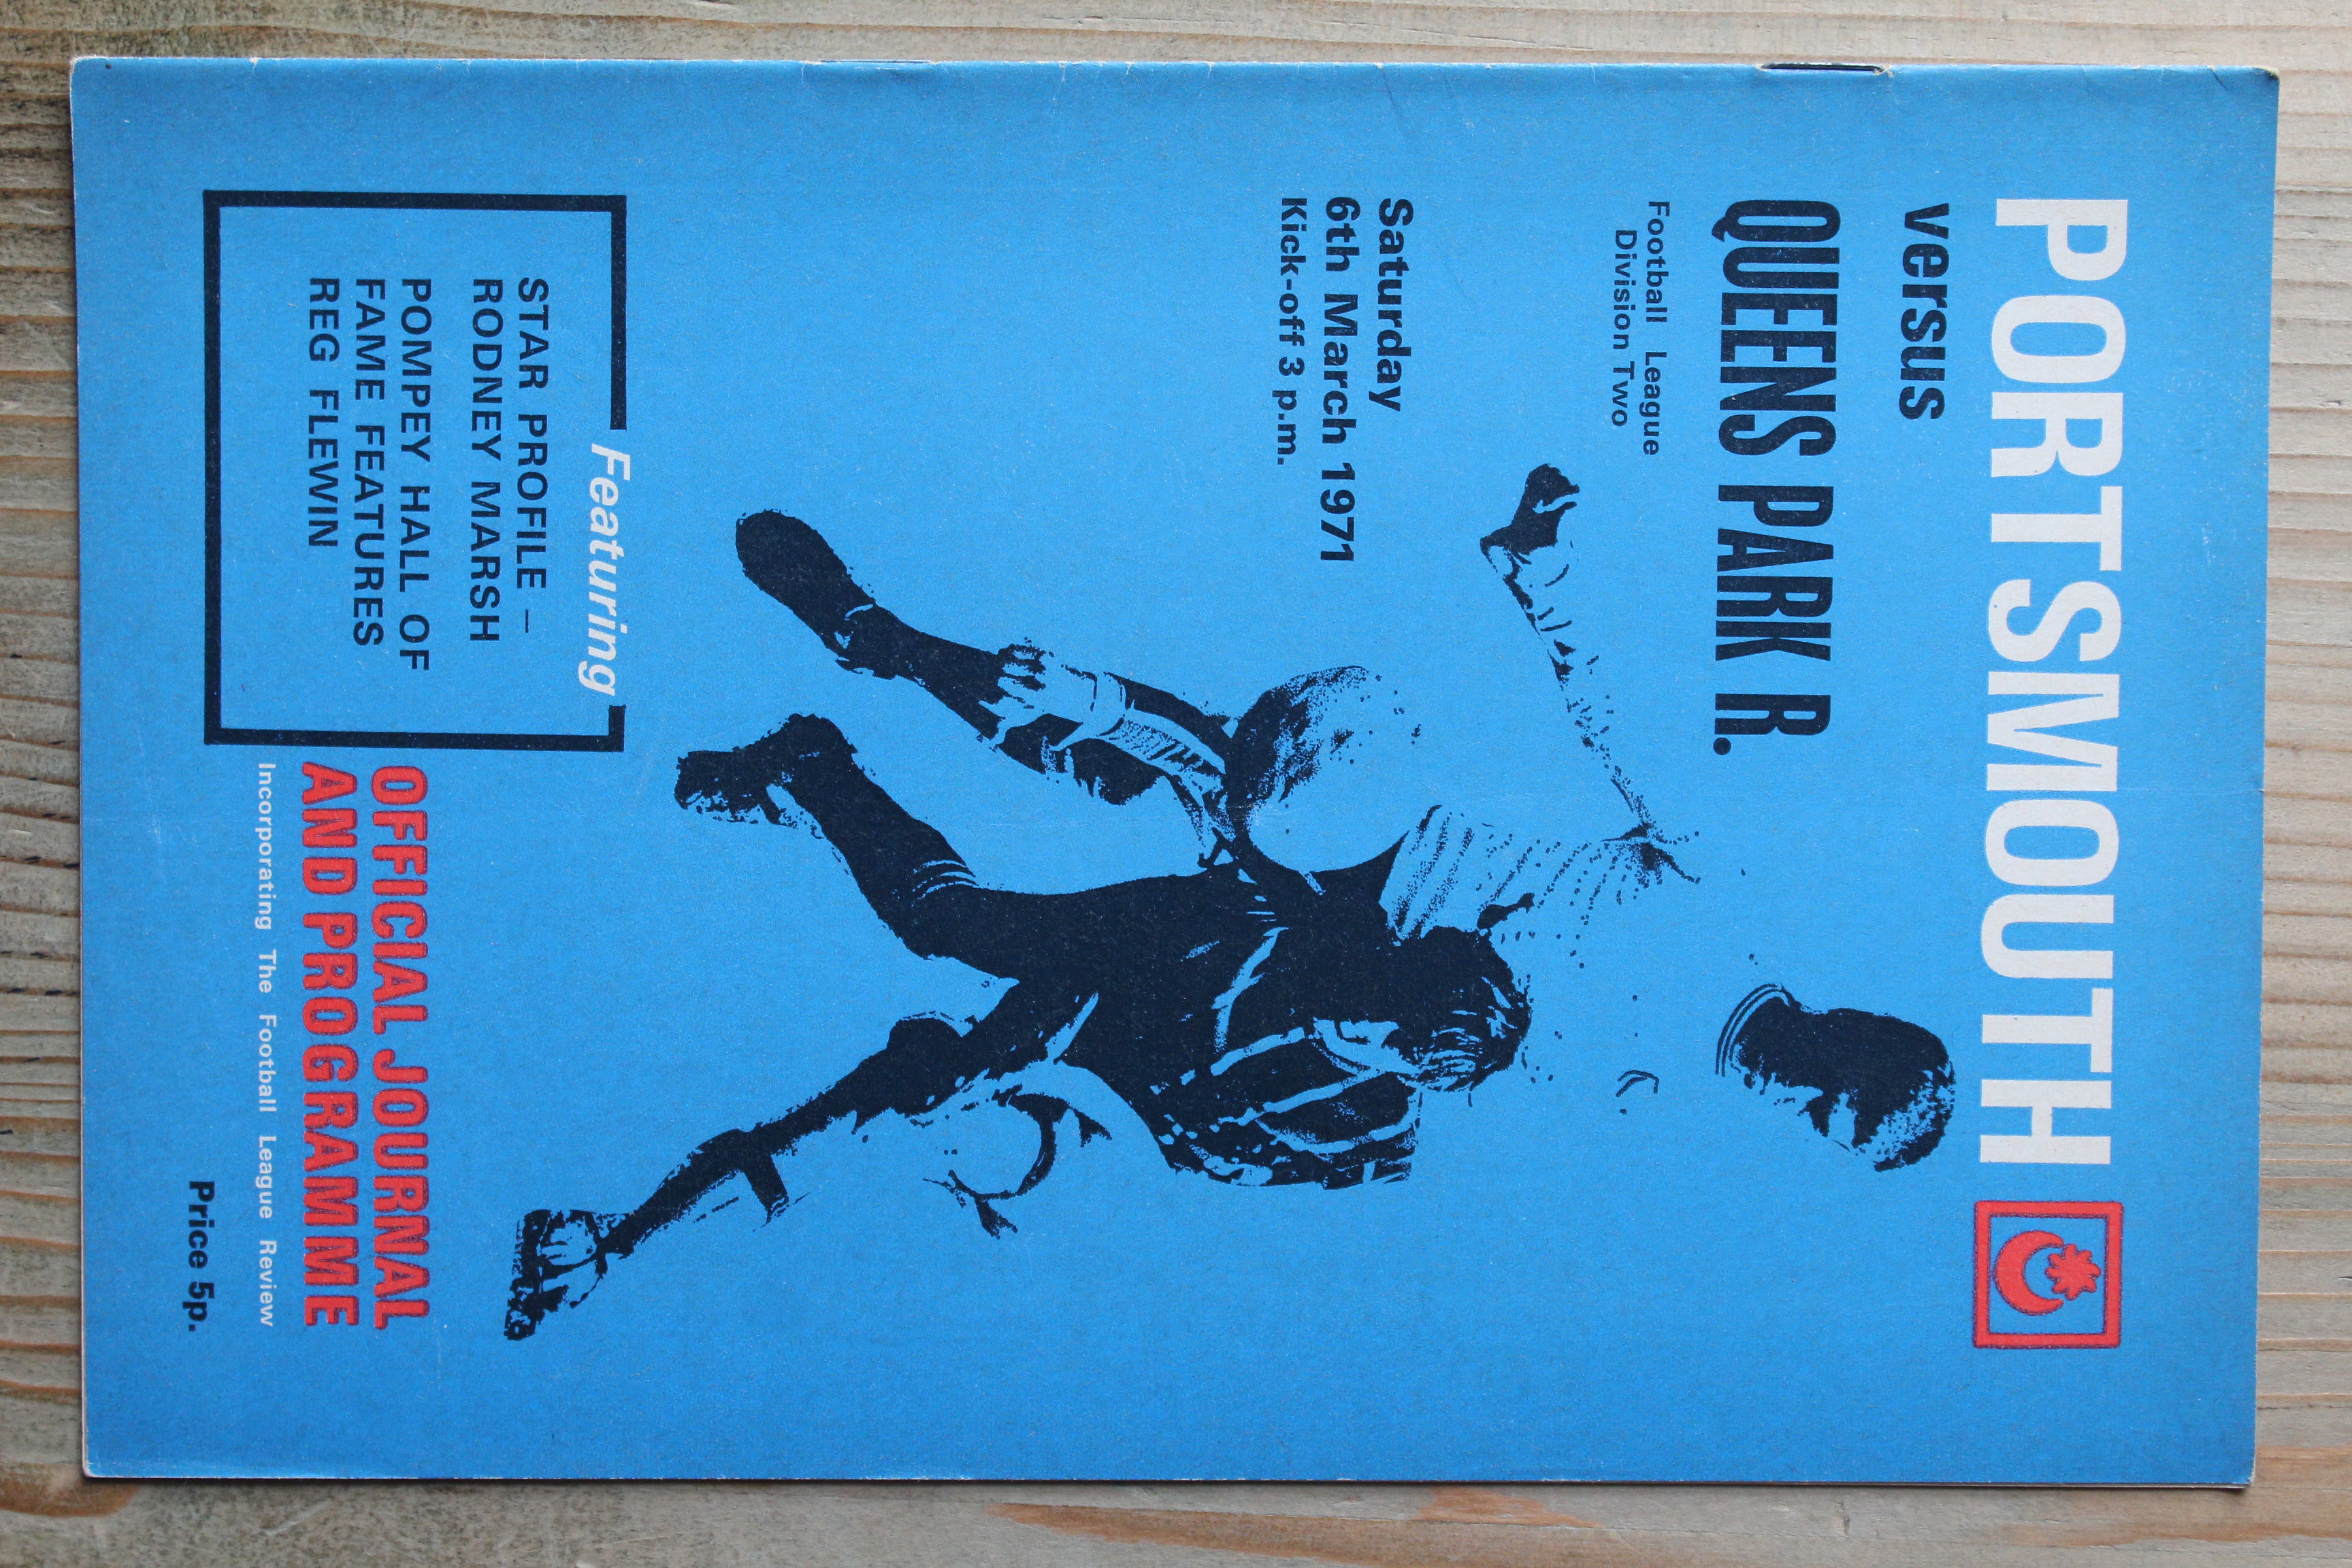 PORTSMOUTH
versus
QUEENS PARK R.
Football League
Division Two
Saturday
6th March 1971
Kick-off 3 p.m.
Featuring
STAR PROFILE –
RODNEY MARSH
POMPEY HALL OF
FAME FEATURES
REG FLEWIN
OFFICIAL JOURNAL
AND PROGRAMME
Incorporating The Football League Review
Price 5p.